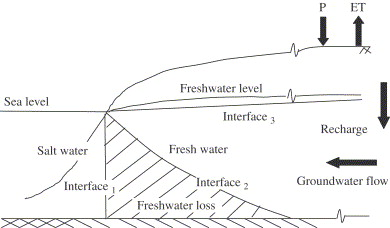 P ET
Freshwater level
Sea level
Interface 3
Recharge
Salt water
Fresh water
Interface 1
Interface 2
Groundwater flow
Freshwater loss